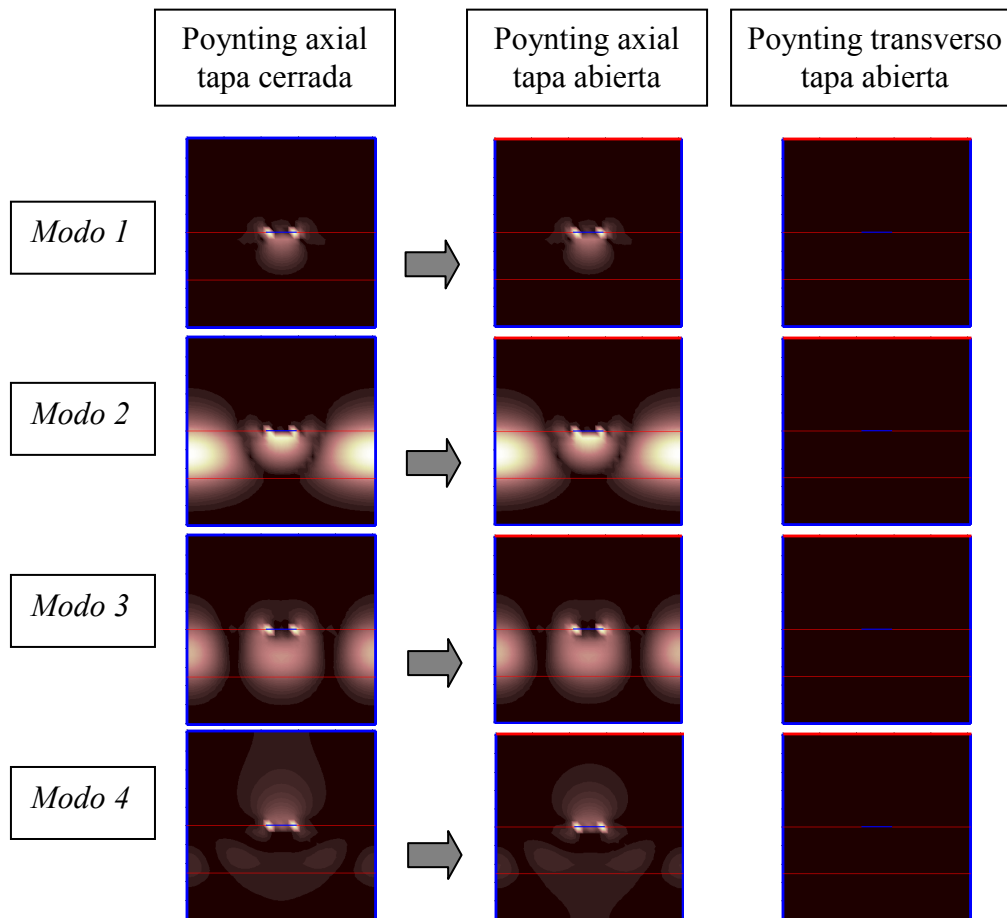 Poynting axial
tapa cerrada
Poynting axial
tapa abierta
Poynting transverso
tapa abierta
Modo 1
Modo 2
Modo 3
Modo 4